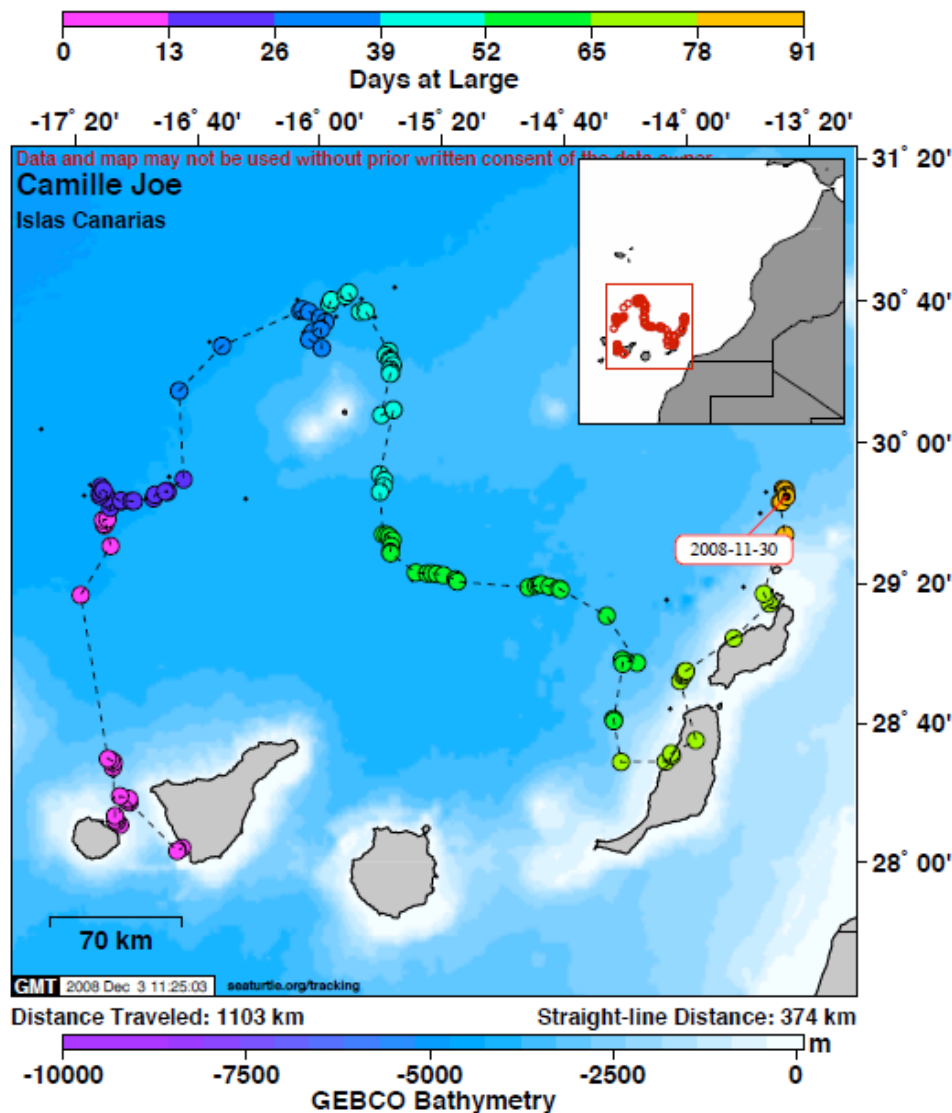 0 13 26 39 52 65 78 91
Days at Large
-17° 20' -16° 40' -16° 00' -15° 20' -14° 40' -14° 00' -13° 20'
Data and map may not be used without prior written consent of the data owner
31° 20'
Camille Joe
Islas Canarias
30° 40'
30° 00'
2008-11-30
29° 20'
28° 40'
28° 00'
70 km
GMT 2008 Dec 3 11:25:03 seaturtle.org/tracking
Distance Traveled: 1103 km Straight-line Distance: 374 km
m
-10000 -7500 -5000 -2500 0
GEBCO Bathymetry